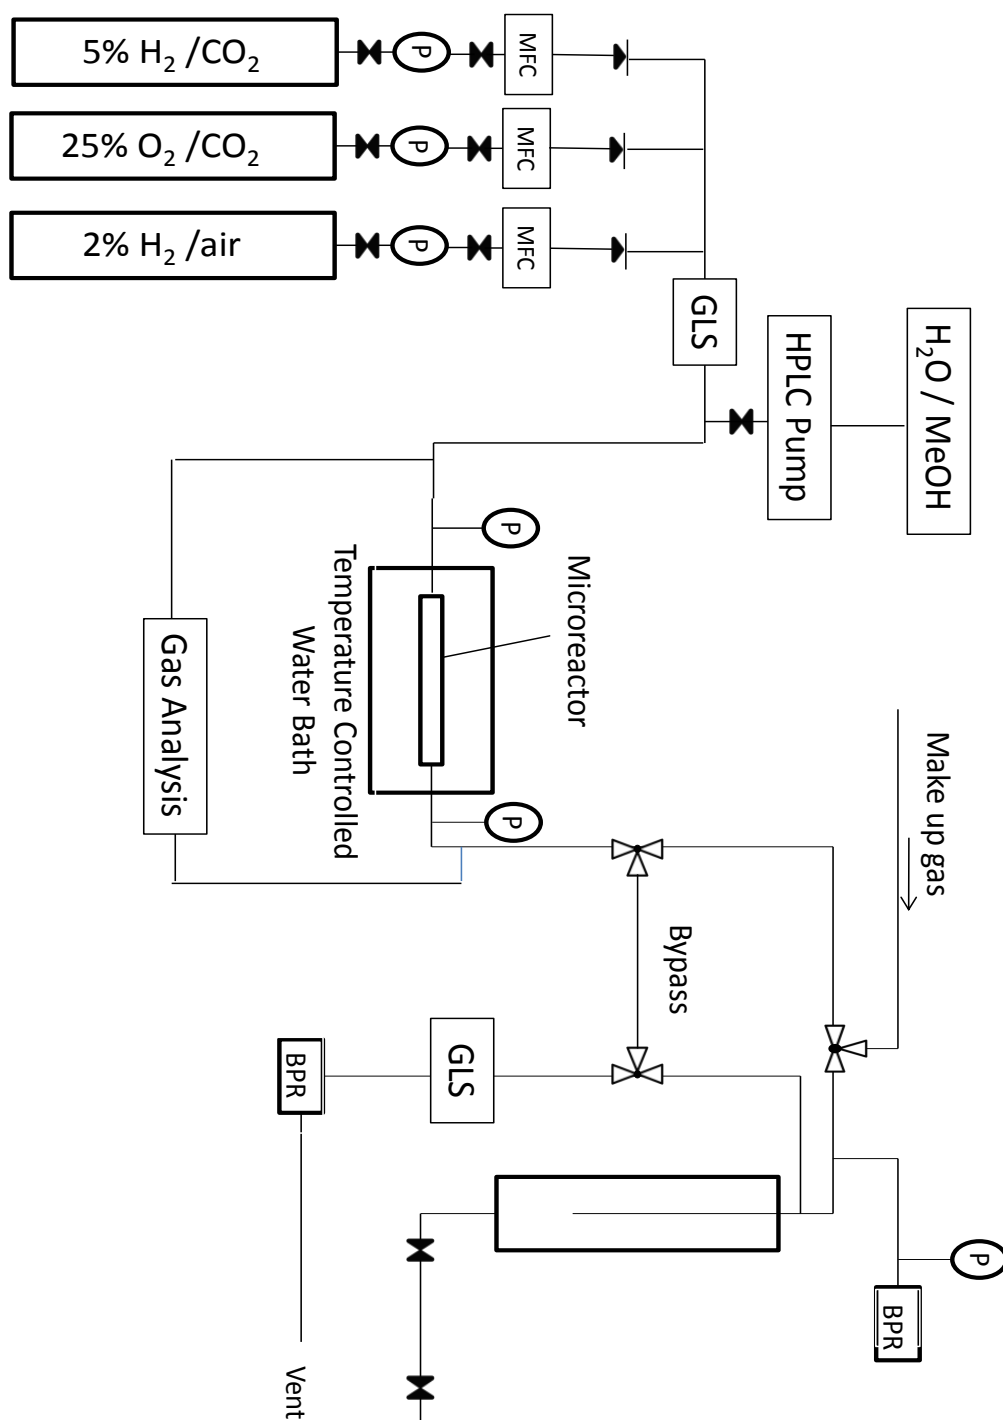 5% H₂ /CO₂
P
MFC
25% O₂ /CO₂
P
MFC
2% H₂ /air
P
MFC
GLS
HPLC Pump
H₂O / MeOH
P
Microreactor
Temperature Controlled
Water Bath
Gas Analysis
P
Make up gas
Bypass
GLS
BPR
P
BPR
Vent